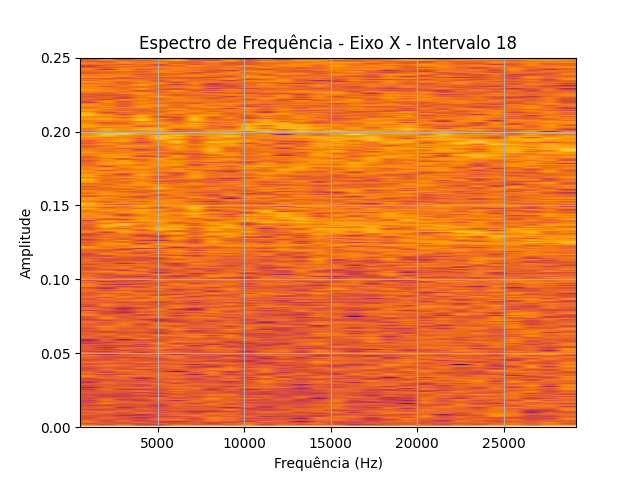 Espectro de Frequência - Eixo X - Intervalo 18
0.25
0.20
0.15
0.10
0.05
0.00
Amplitude
5000 10000 15000 20000 25000
Frequência (Hz)